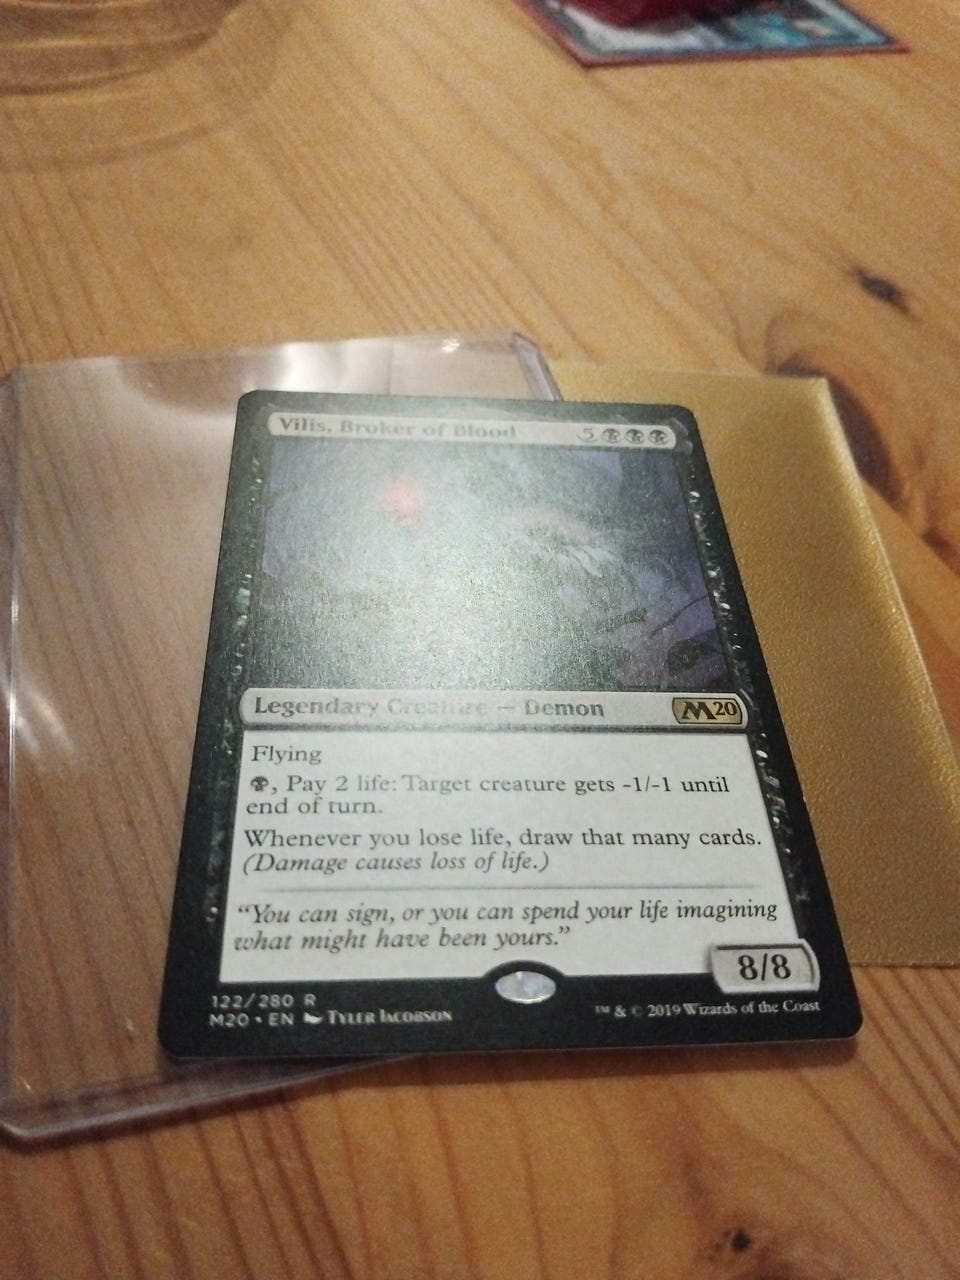 Vilis, Broker of Blood 5
Legendary Creature — Demon M20
Flying
, Pay 2 life: Target creature gets -1/-1 until
end of turn.
Whenever you lose life, draw that many cards.
(Damage causes loss of life.)
“You can sign, or you can spend your life imagining
what might have been yours.”
8/8
122/280 R
M20 • EN TYLER JACOBSON
™ & © 2019 Wizards of the Coast